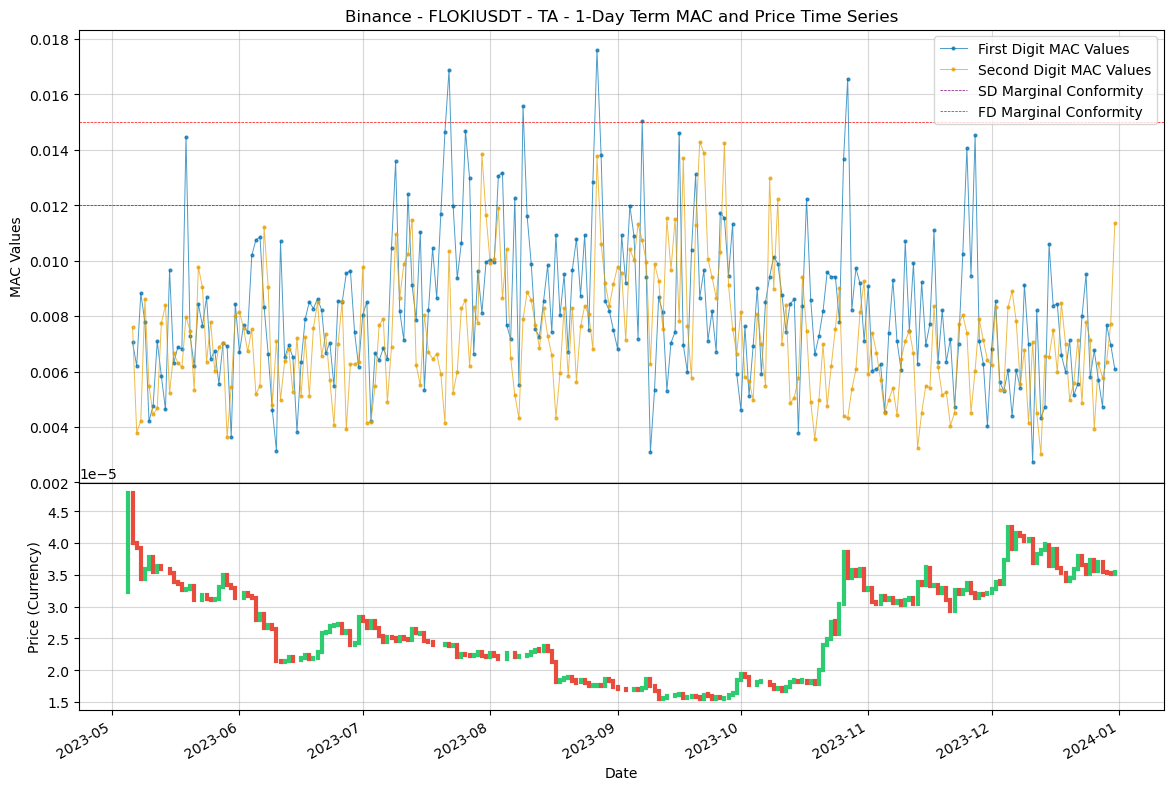 Binance - FLOKIUSDT - TA - 1-Day Term MAC and Price Time Series
0.018
0.016
0.014
0.012
0.010
0.008
0.006
0.004
0.002
MAC Values
First Digit MAC Values
Second Digit MAC Values
SD Marginal Conformity
FD Marginal Conformity
1e−5
4.5
4.0
3.5
3.0
2.5
2.0
1.5
Price (Currency)
2023-05
2023-06
2023-07
2023-08
2023-09
2023-10
2023-11
2023-12
2024-01
Date